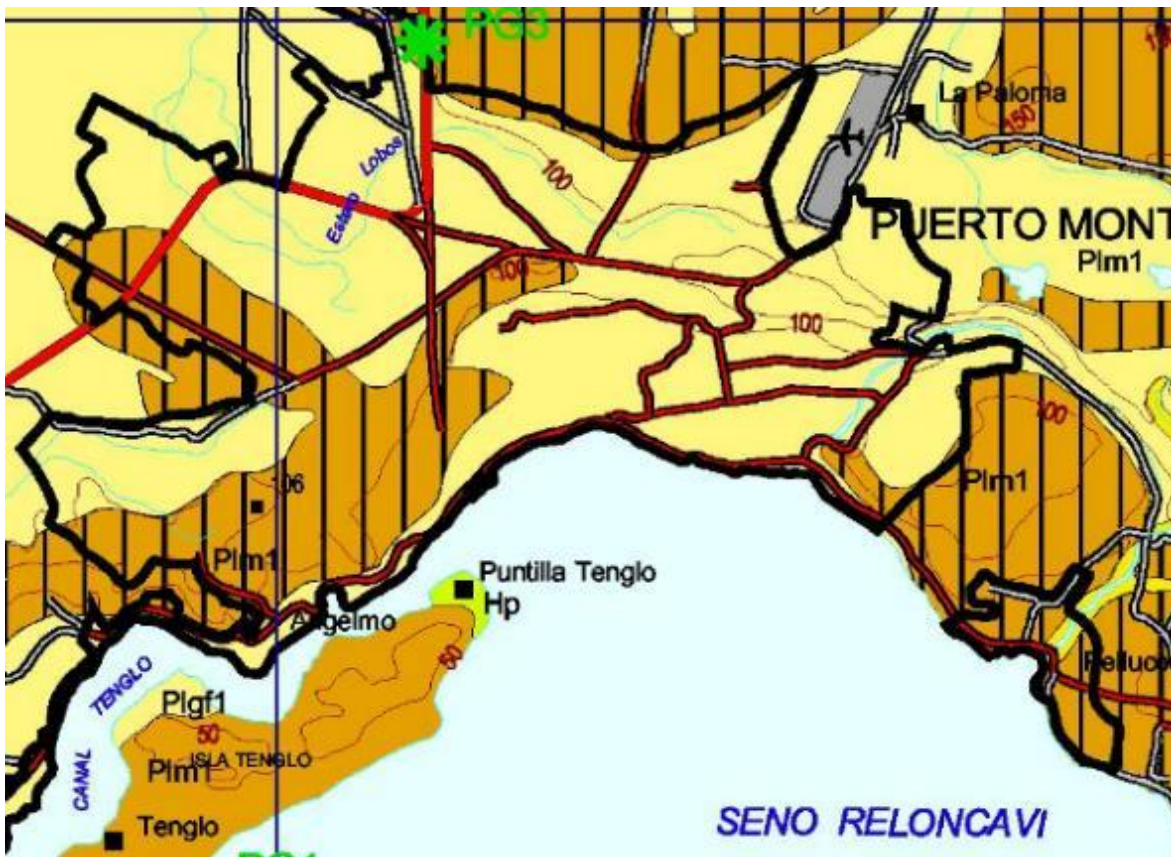 PG3
La Paloma
150
Estero Lobos
100
PUERTO MONT
Plm1
100
100
100
106
Plm1
Plm1
Puntilla Tenglo
Hp
Angelmo
50
CANAL TENGLO
Plgf1
50
ISLA TENGLO
Plm1
Tenglo
SENO RELONCAVI